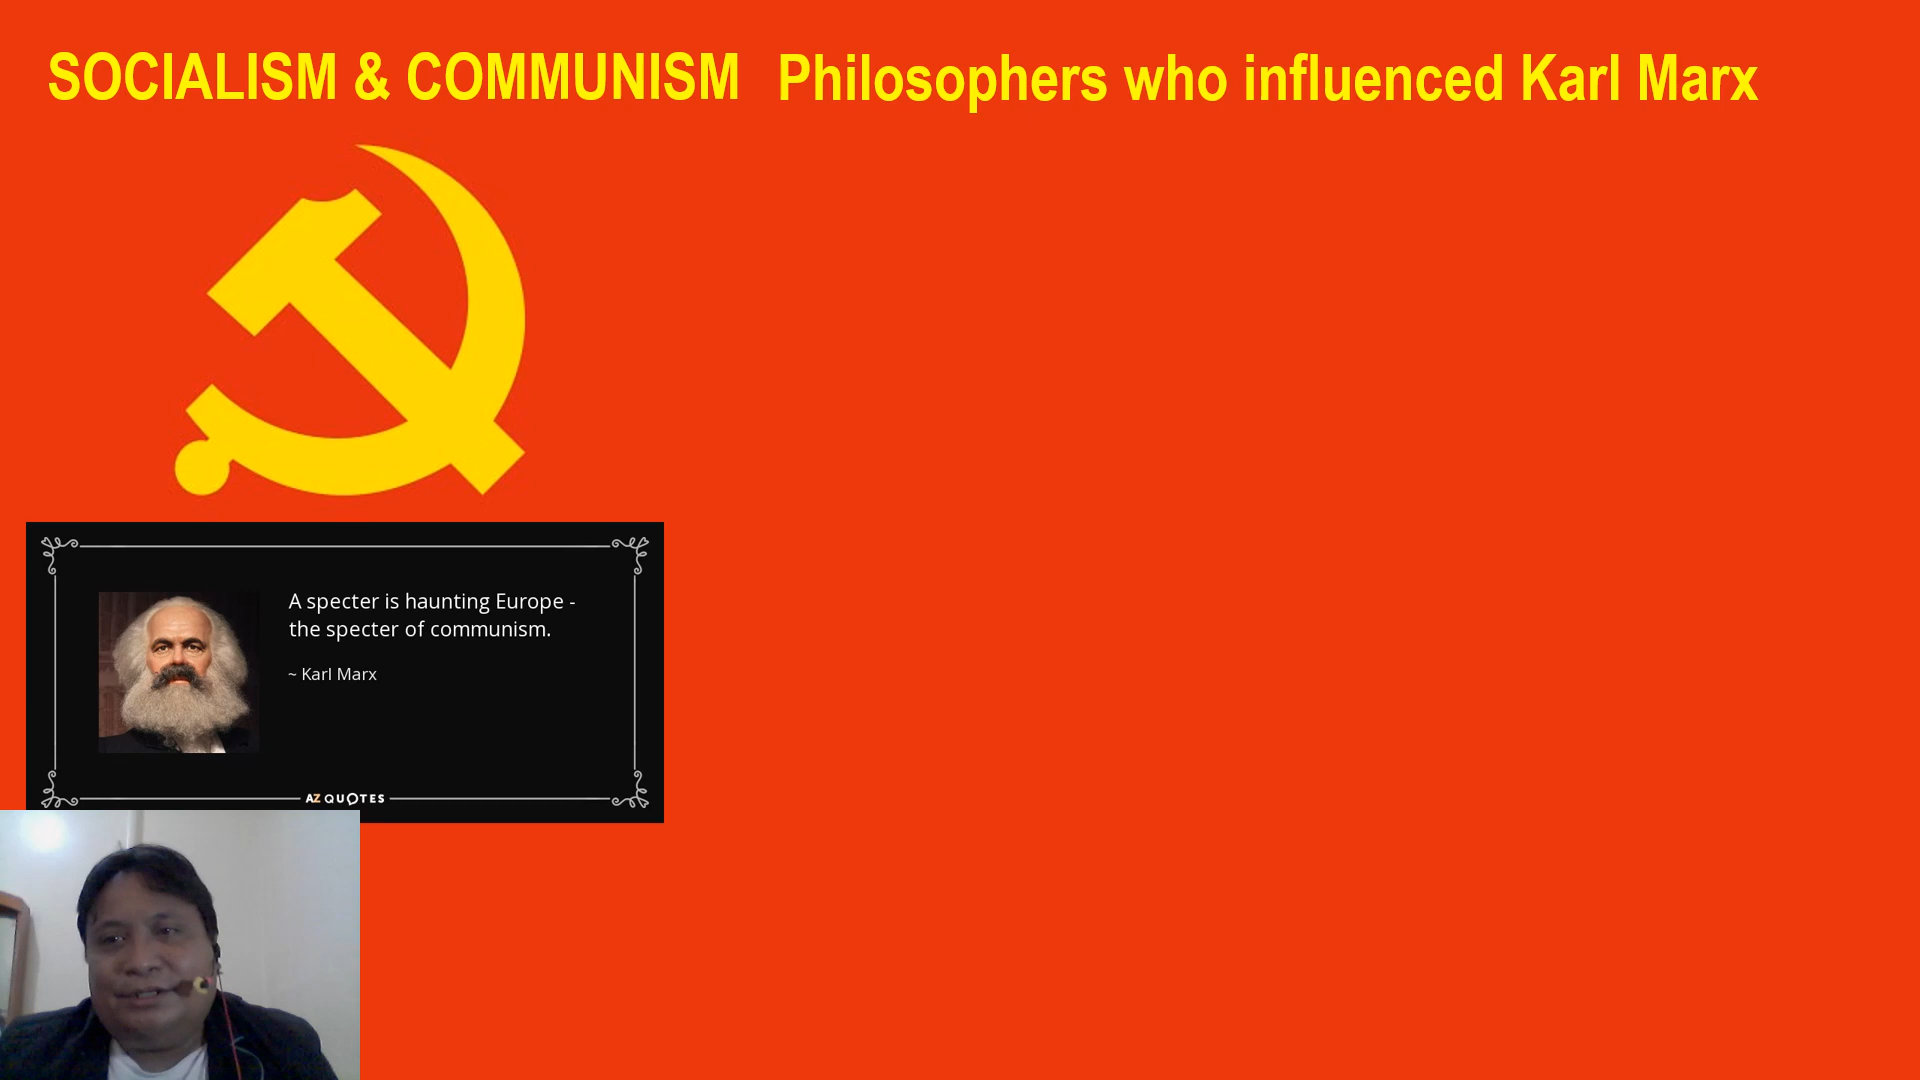 SOCIALISM & COMMUNISM Philosophers who influenced Karl Marx
A specter is haunting Europe -
the specter of communism.
~ Karl Marx
AZ QUOTES